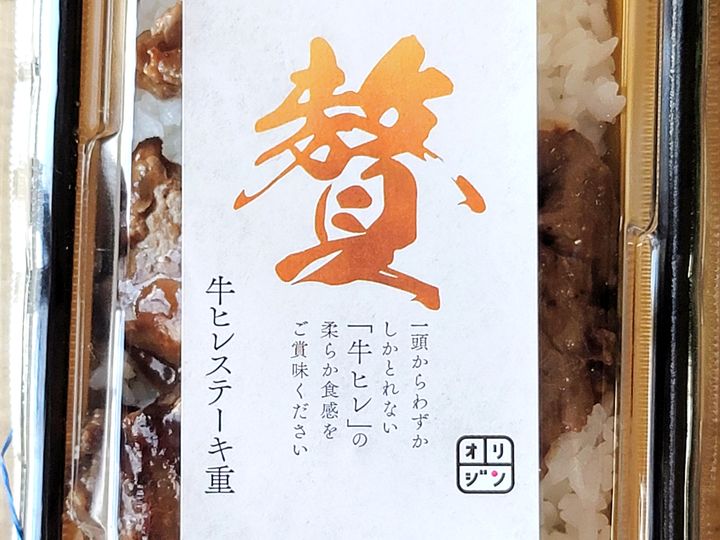 贅
一頭からわずか
しかとれない
「牛ヒレ」の
柔らか食感を
ご賞味ください
牛ヒレステーキ重
オリ
ジン